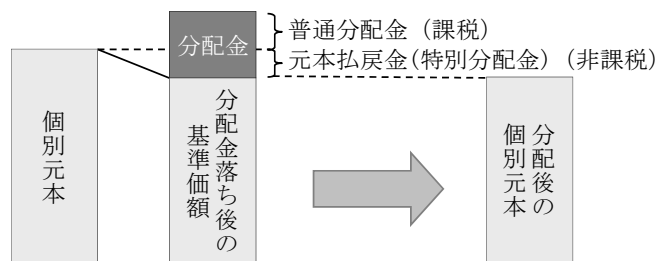 普通分配金（課税）
分配金
元本払戻金(特別分配金)（非課税）
個別元本
分配金落ち後の
基準価額
分配後の
個別元本